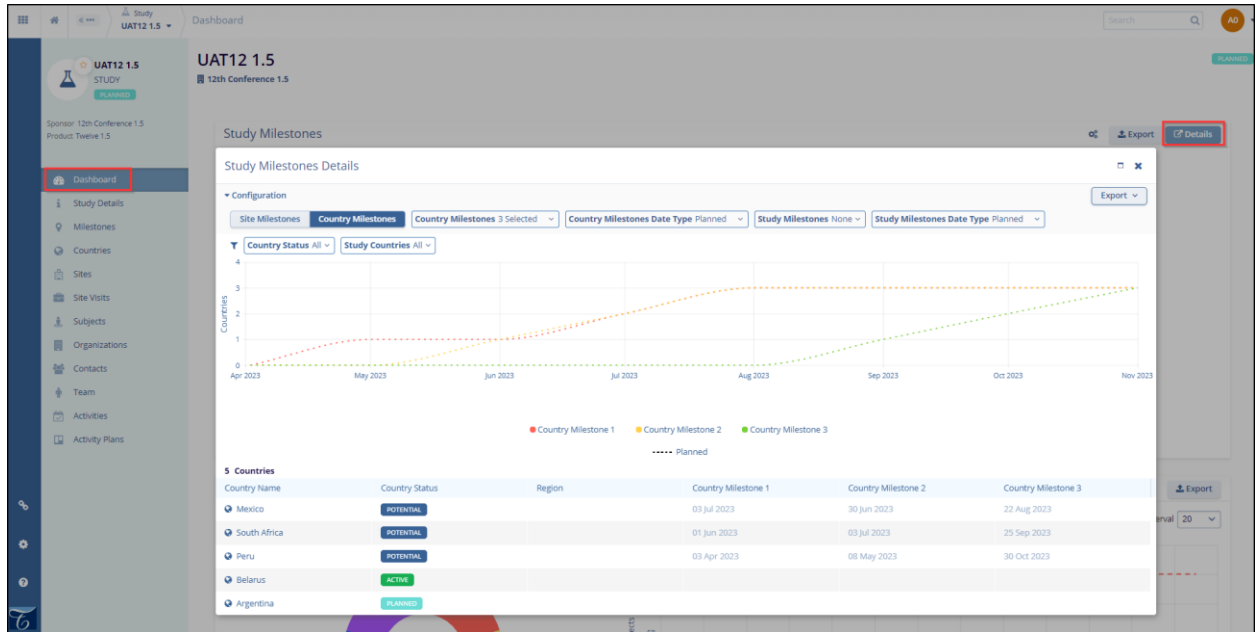 Study
UAT12 1.5
Dashboard
Search
AO
UAT12 1.5
STUDY
PLANNED
Sponsor 12th Conference 1.5
Product Twelve 1.5
Dashboard
Study Details
Milestones
Countries
Sites
Site Visits
Subjects
Organizations
Contacts
Team
Activities
Activity Plans
UAT12 1.5
12th Conference 1.5
PLANNED
Study Milestones
Export
Details
Study Milestones Details
Configuration
Export
Site Milestones Country Milestones Country Milestones 3 Selected Country Milestones Date Type Planned Study Milestones None Study Milestones Date Type Planned
Country Status All Study Countries All
Countries
4
3
2
1
0
Apr 2023 May 2023 Jun 2023 Jul 2023 Aug 2023 Sep 2023 Oct 2023 Nov 2023
Country Milestone 1 Country Milestone 2 Country Milestone 3
Planned
5 Countries
Country Name Country Status Region Country Milestone 1 Country Milestone 2 Country Milestone 3
Mexico POTENTIAL 03 Jul 2023 30 Jun 2023 22 Aug 2023
South Africa POTENTIAL 01 Jun 2023 03 Jul 2023 25 Sep 2023
Peru POTENTIAL 03 Apr 2023 08 May 2023 30 Oct 2023
Belarus ACTIVE
Argentina PLANNED
Export
erval 20